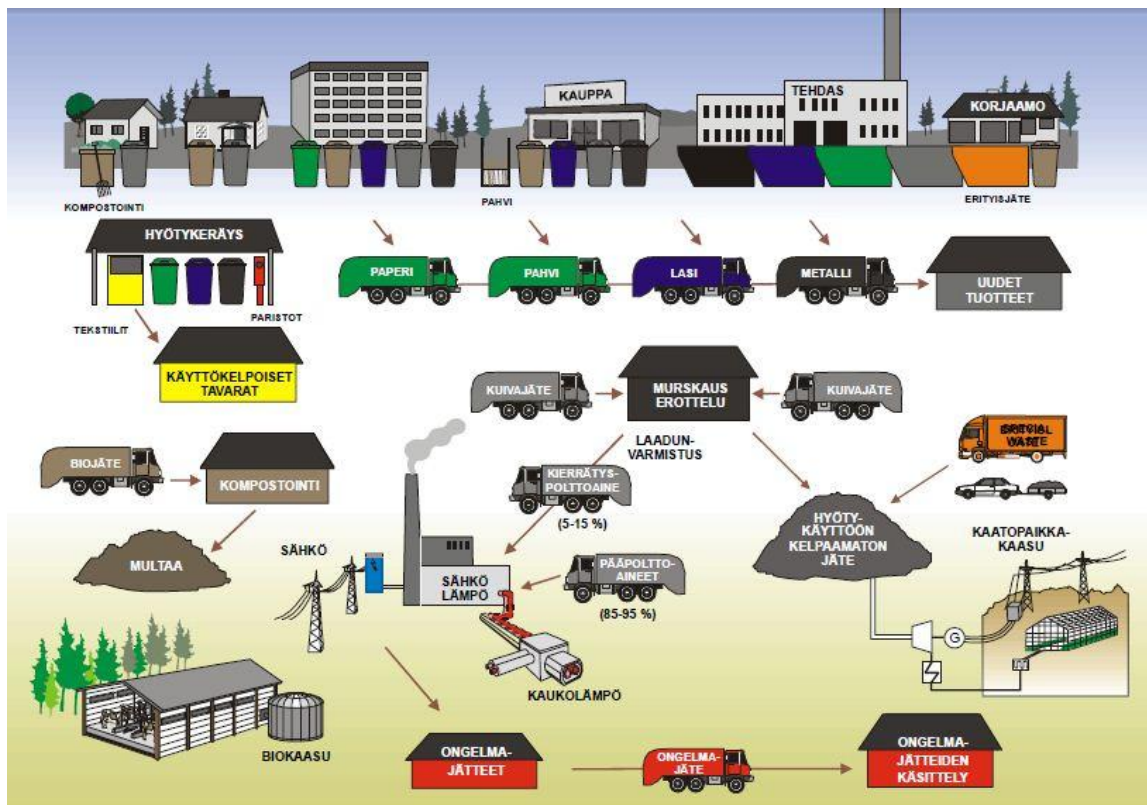 KAUPPA
TEHDAS
KORJAAMO
KOMPOSTOINTI
PAHVI
ERITYISJÄTE
HYÖTYKERÄYS
TEKSTIILIT
PARISTOT
PAPERI
PAHVI
LASI
METALLI
UUDET
TUOTTEET
KÄYTTÖKELPOISET
TAVARAT
KUIVAJÄTE
MURSKAUS
EROTTELU
KUIVAJÄTE
LAADUN-
VARMISTUS
BIOJÄTE
KOMPOSTOINTI
KIERRÄTYS-
POLTTOAINE
(5-15 %)
SPECIAL
WASTE
HYÖTY-
KÄYTTÖÖN
KELPAAMATON
JÄTE
KAATOPAIKKA-
KAASU
MULTAA
SÄHKÖ
SÄHKÖ
LÄMPÖ
PÄÄPOLTTO-
AINEET
(85-95 %)
G
KAUKOLÄMPÖ
BIOKAASU
ONGELMA-
JÄTTEET
ONGELMA-
JÄTE
ONGELMA-
JÄTTEIDEN
KÄSITTELY